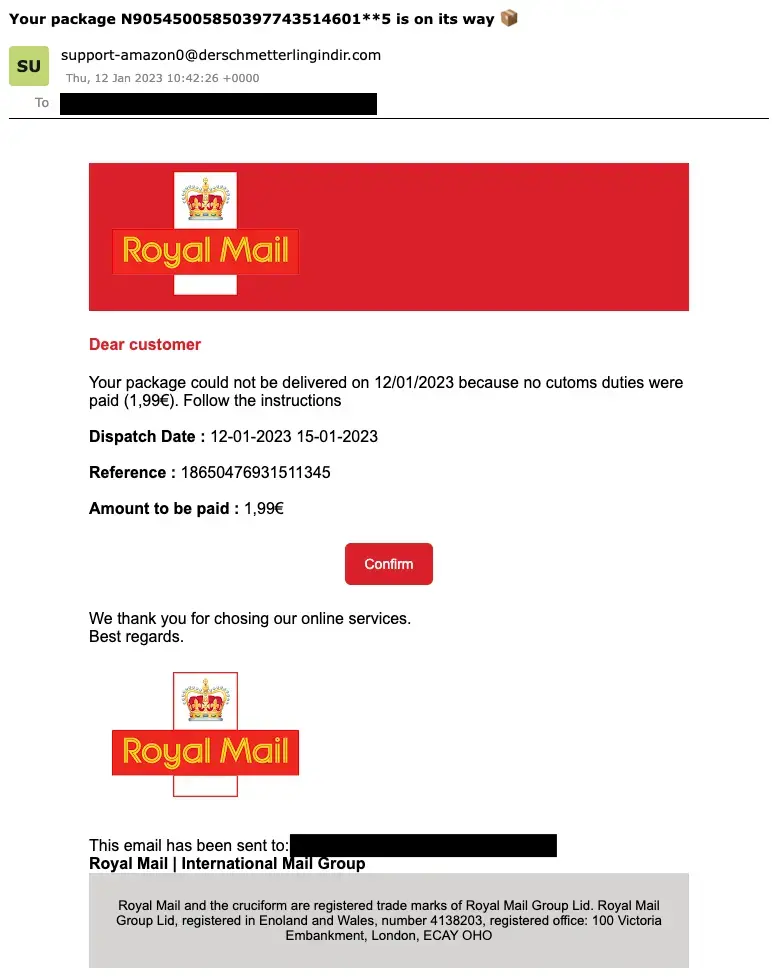 Your package N90545005850397743514601**5 is on its way 📦
SU
support-amazon0@derschmetterlingindir.com
Thu, 12 Jan 2023 10:42:26 +0000
To
Royal Mail
Dear customer
Your package could not be delivered on 12/01/2023 because no cutoms duties were
paid (1,99€). Follow the instructions
Dispatch Date : 12-01-2023 15-01-2023
Reference : 18650476931511345
Amount to be paid : 1,99€
Confirm
We thank you for chosing our online services.
Best regards.
Royal Mail
This email has been sent to:
Royal Mail | International Mail Group
Royal Mail and the cruciform are registered trade marks of Royal Mail Group Lid. Royal Mail
Group Lid, registered in Enoland and Wales, number 4138203, registered office: 100 Victoria
Embankment, London, ECAY OHO